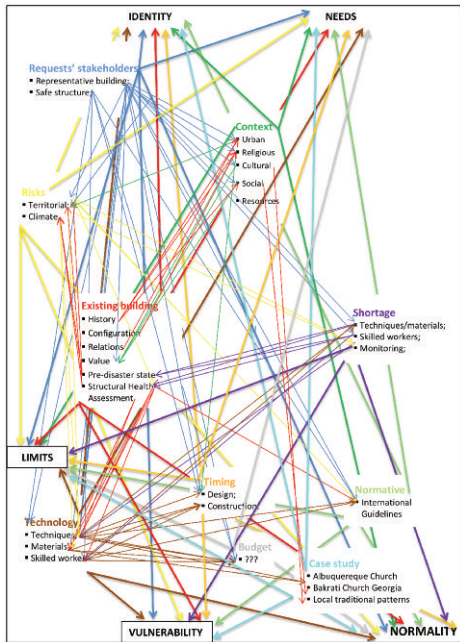 IDENTITY
NEEDS
Requests' stakeholders
▪ Representative building;
▪ Safe structure;
Context
▪ Urban
▪ Religious
▪ Cultural
▪ Social
▪ Resources
Risks
▪ Territorial;
▪ Climate
Existing building
▪ History
▪ Configuration
▪ Relations
▪ Value
▪ Pre-disaster state
▪ Structural Health
Assessment
Shortage
▪ Techniques/materials;
▪ Skilled workers;
▪ Monitoring;
LIMITS
Timing
▪ Design;
▪ Construction;
Normative
▪ International
Guidelines
Technology
▪ Technique
▪ Materials
▪ Skilled worker
Budget
▪ ???
Case study
▪ Albuquereque Church
▪ Bakrati Church Georgia
▪ Local traditional patterns
VULNERABILITY
NORMALITY